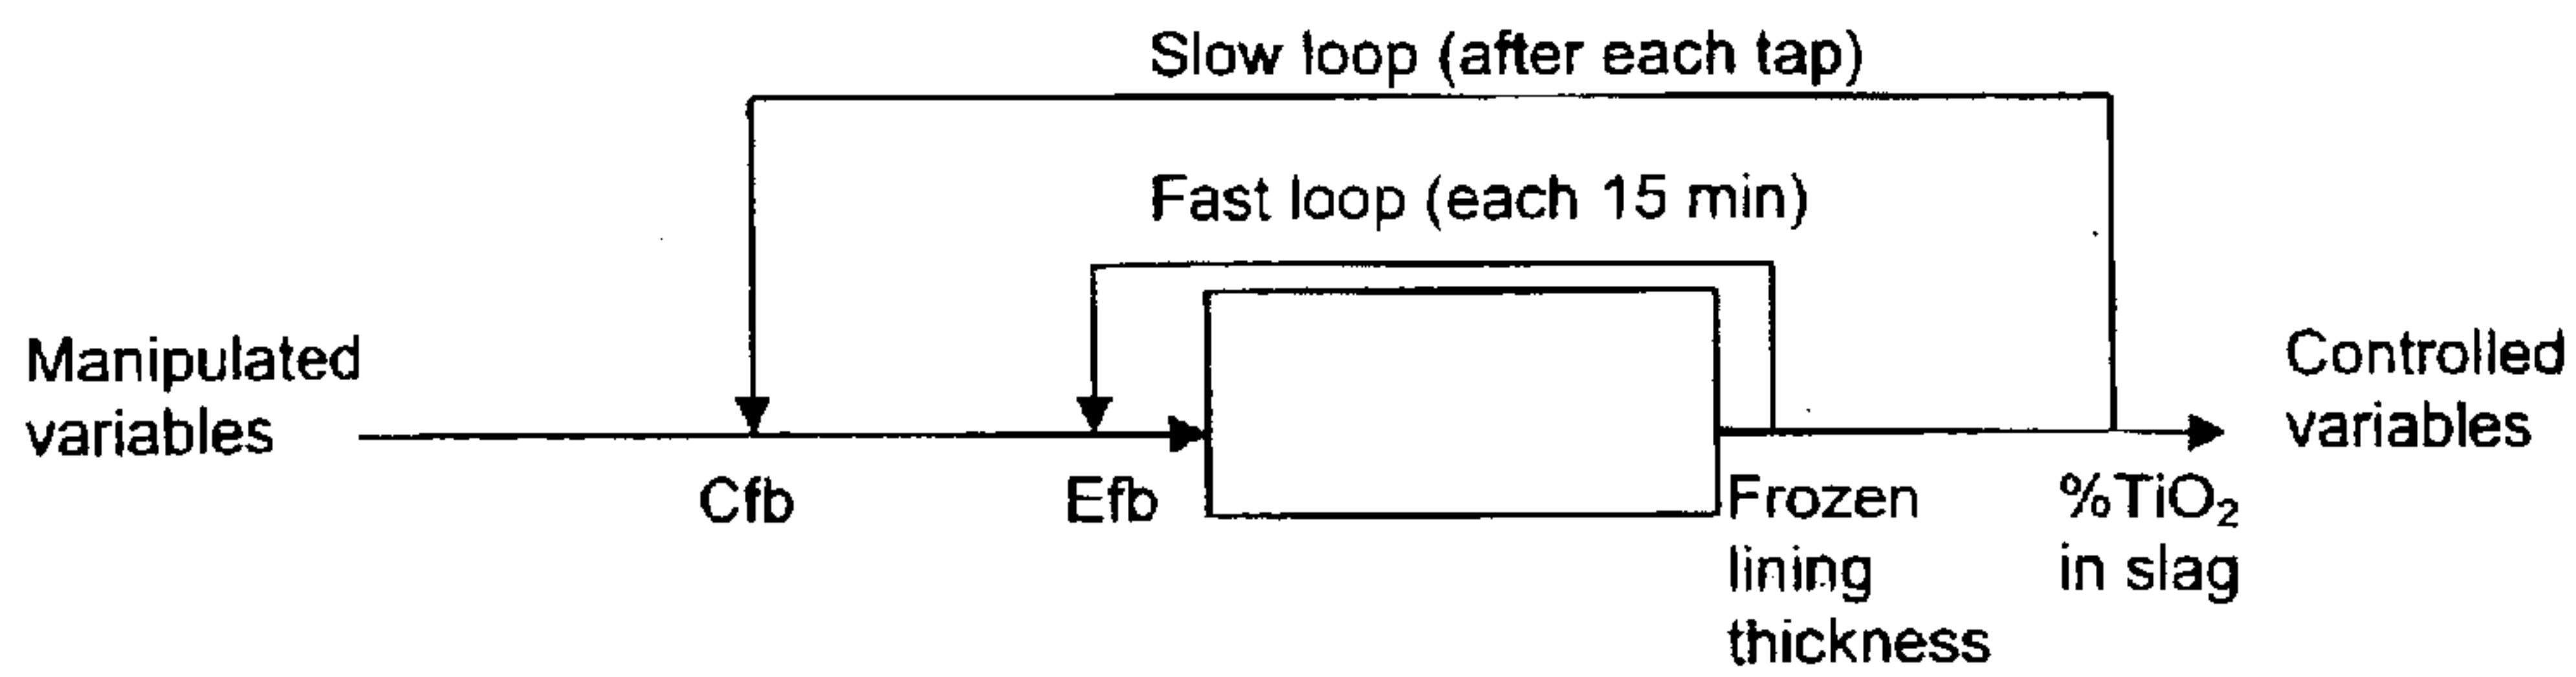 Slow loop (after each tap)
Fast loop (each 15 min)
Manipulated
variables
Cfb
Efb
Frozen
lining
thickness
%TiO₂
in slag
Controlled
variables